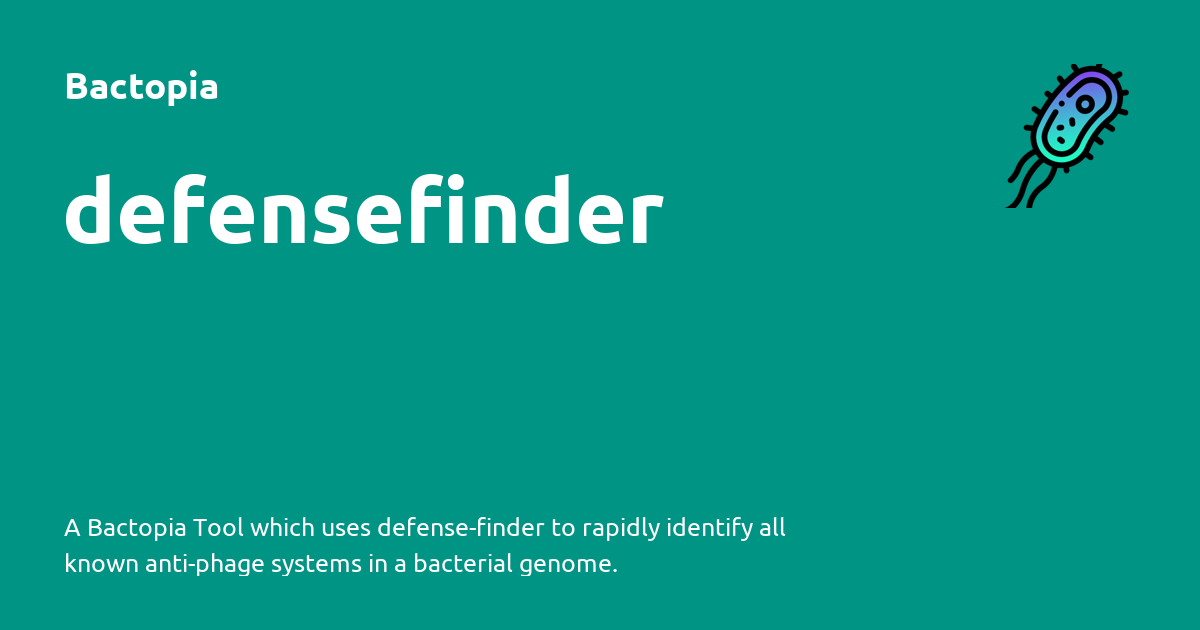 Bactopia
defensefinder
A Bactopia Tool which uses defense-finder to rapidly identify all
known anti-phage systems in a bacterial genome.